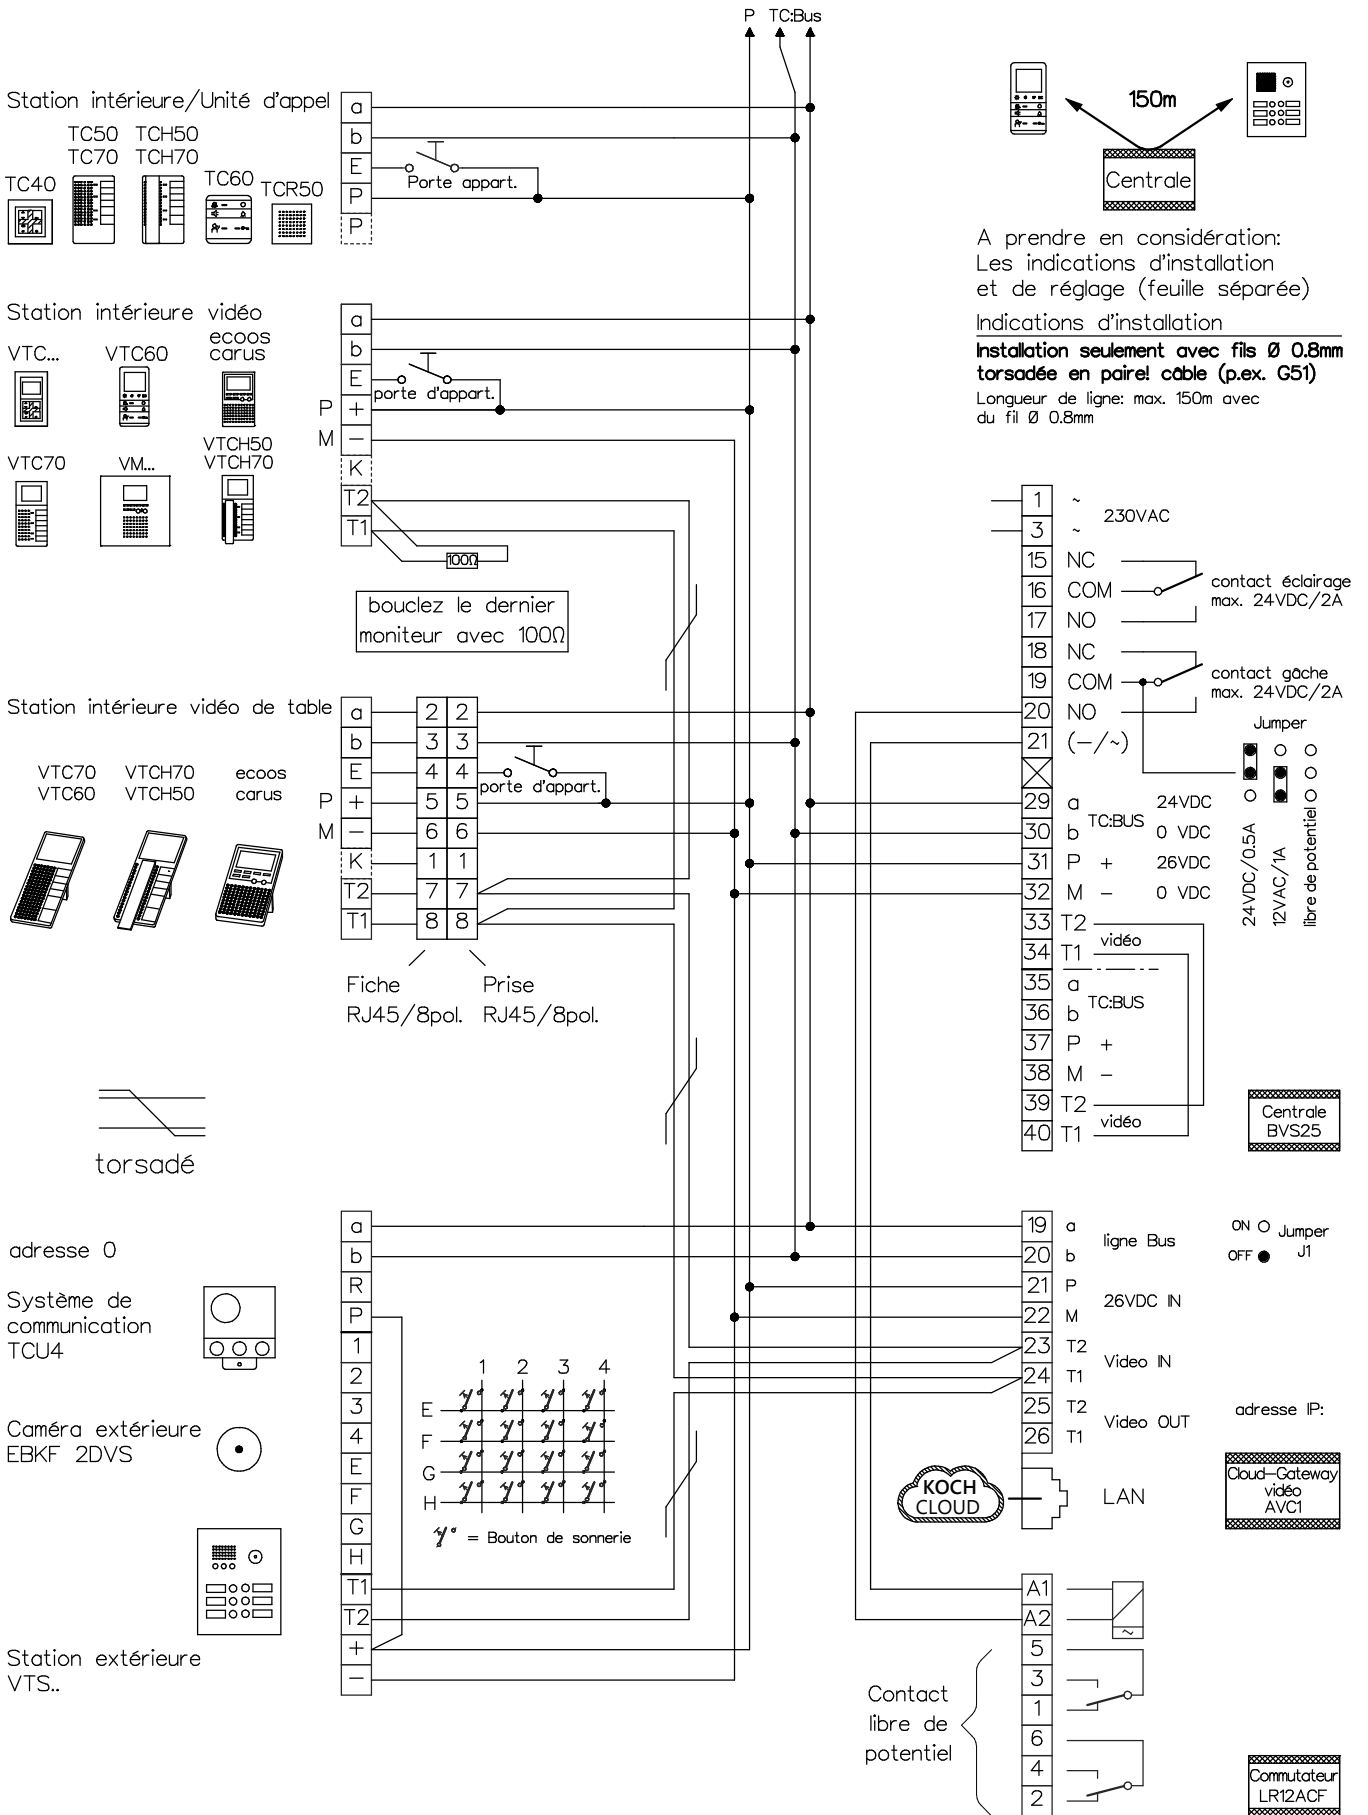 P TC:Bus
Station intérieure/Unité d'appel
TC50 TCH50
TC70 TCH70
TC40
TC60
TCR50
a
b
E
P
P
Porte appart.
150m
Centrale
A prendre en considération:
Les indications d'installation
et de réglage (feuille séparée)
Indications d'installation
Installation seulement avec fils Ø 0.8mm
torsadée en paire! câble (p.ex. G51)
Longueur de ligne: max. 150m avec
du fil Ø 0.8mm
Station intérieure vidéo
ecoos
carus
VTC...
VTC60
VTC70
VM...
VTCH50
VTCH70
a
b
E
P +
M −
K
T2
T1
porte d'appart.
100Ω
bouclez le dernier
moniteur avec 100Ω
Station intérieure vidéo de table
VTC70 VTCH70 ecoos
VTC60 VTCH50 carus
a 2 2
b 3 3
E 4 4
P + 5 5
M − 6 6
K 1 1
T2 7 7
T1 8 8
porte d'appart.
Fiche Prise
RJ45/8pol. RJ45/8pol.
torsadé
1 ~
230VAC
3 ~
15 NC
16 COM
17 NO
contact éclairage
max. 24VDC/2A
18 NC
19 COM
20 NO
contact gâche
max. 24VDC/2A
21 (−/~)
Jumper
24VDC/0.5A
12VAC/1A
libre de potentiel
29 a 24VDC
TC:BUS
30 b 0 VDC
31 P + 26VDC
32 M − 0 VDC
33 T2
vidéo
34 T1
35 a
TC:BUS
36 b
37 P +
38 M −
39 T2
vidéo
40 T1
Centrale
BVS25
adresse 0
Système de
communication
TCU4
Caméra extérieure
EBKF 2DVS
Station extérieure
VTS..
a
b
R
P
1
2
3
4
E
F
G
H
T1
T2
+
−
1 2 3 4
E
F
G
H
= Bouton de sonnerie
19 a
ligne Bus
20 b
21 P
26VDC IN
22 M
23 T2
Video IN
24 T1
25 T2
Video OUT
26 T1
ON Jumper
OFF J1
adresse IP:
KOCH
CLOUD
LAN
Cloud−Gateway
vidéo
AVC1
A1
A2
~
5
3
1
6
4
2
Contact
libre de
potentiel
Commutateur
LR12ACF